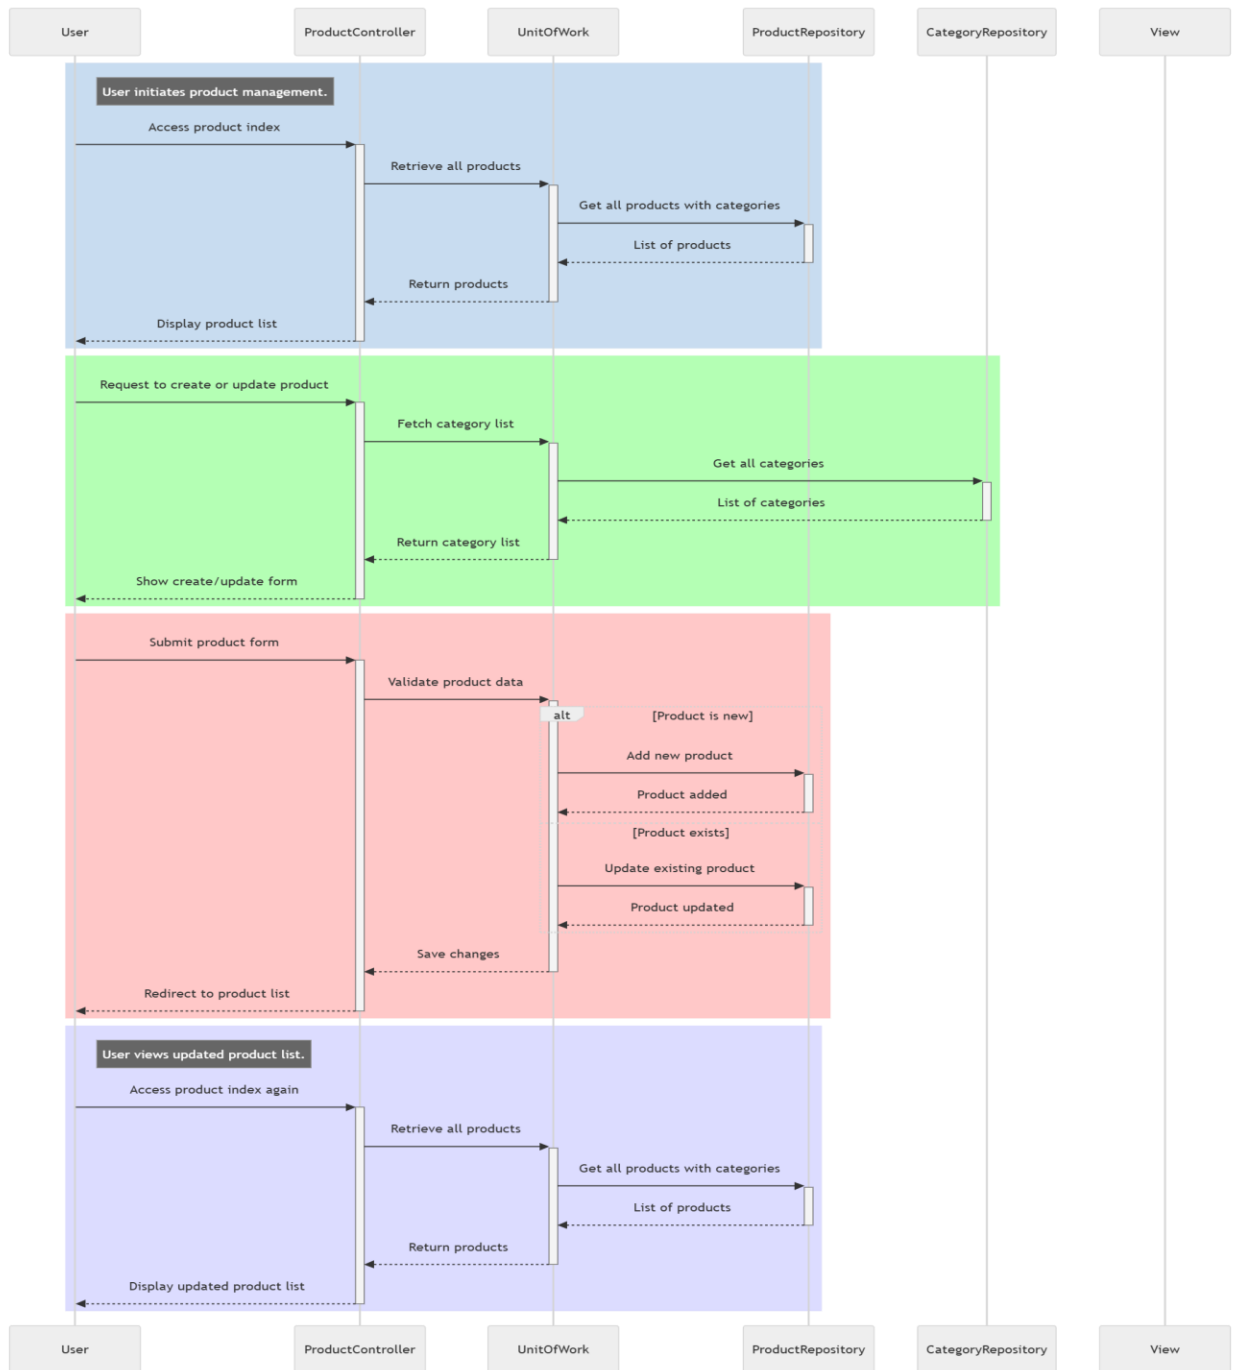 User
ProductController
UnitOfWork
ProductRepository
CategoryRepository
View
User initiates product management.
Access product index
Retrieve all products
Get all products with categories
List of products
Return products
Display product list
Request to create or update product
Fetch category list
Get all categories
List of categories
Return category list
Show create/update form
Submit product form
Validate product data
alt
[Product is new]
Add new product
Product added
[Product exists]
Update existing product
Product updated
Save changes
Redirect to product list
User views updated product list.
Access product index again
Retrieve all products
Get all products with categories
List of products
Return products
Display updated product list
User
ProductController
UnitOfWork
ProductRepository
CategoryRepository
View